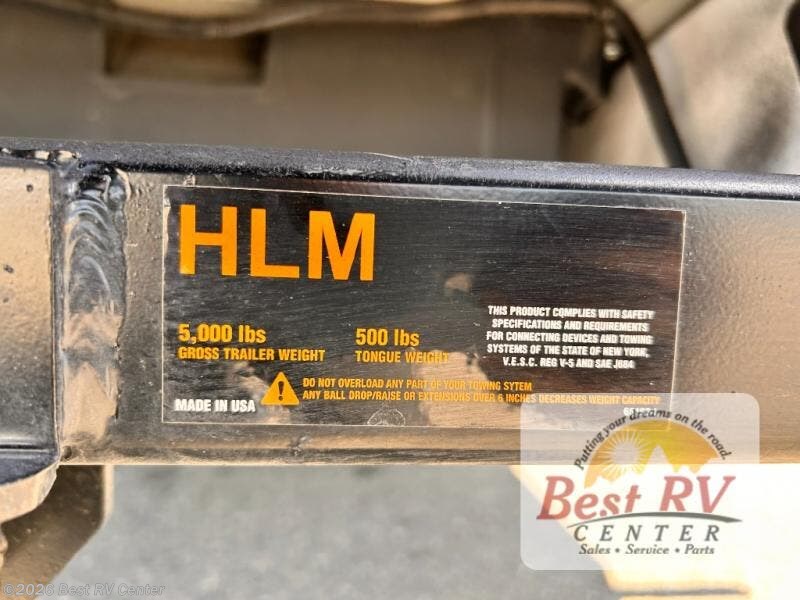 HLM
5,000 lbs
GROSS TRAILER WEIGHT
500 lbs
TONGUE WEIGHT
THIS PRODUCT COMPLIES WITH SAFETY
SPECIFICATIONS AND REQUIREMENTS
FOR CONNECTING DEVICES AND TOWING
SYSTEMS OF THE STATE OF NEW YORK,
V.E.S.C. REG V-5 AND SAE J684
MADE IN USA
DO NOT OVERLOAD ANY PART OF YOUR TOWING SYTEM
ANY BALL DROP/RAISE OR EXTENSIONS OVER 6 INCHES DECREASES WEIGHT CAPACITY
Putting your dreams on the road.
Best RV
CENTER
Sales • Service • Parts
Best RV Center